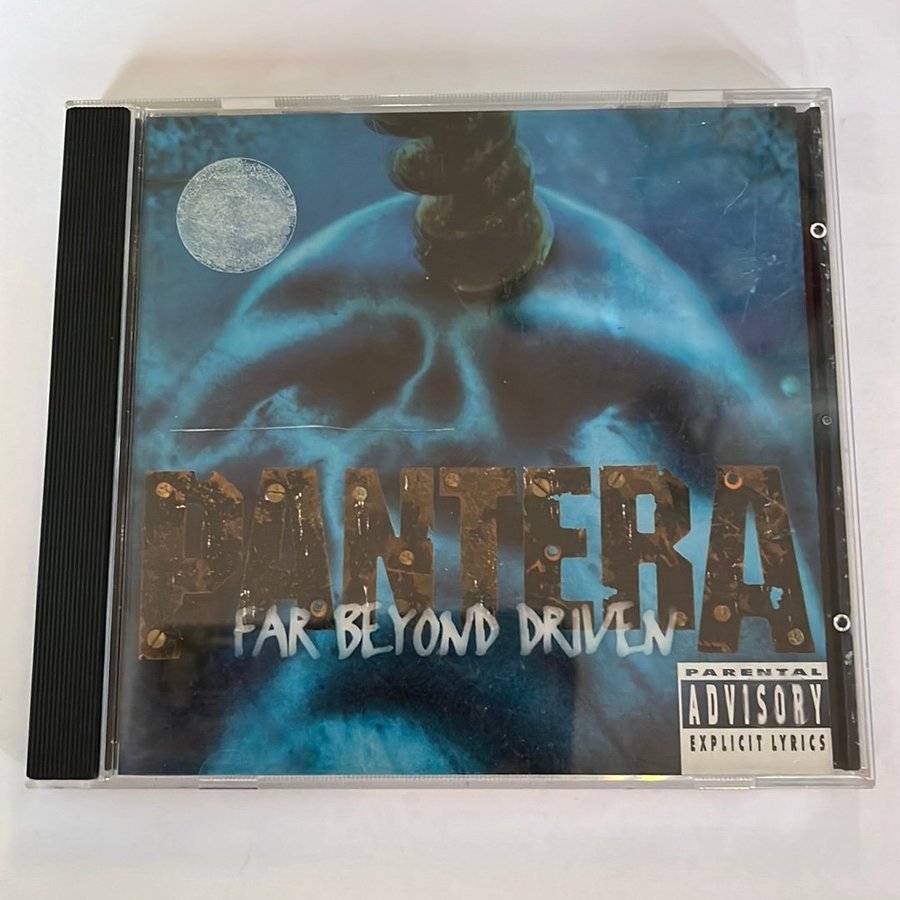 PANTERA
FAR BEYOND DRIVEN
PARENTAL
ADVISORY
EXPLICIT LYRICS